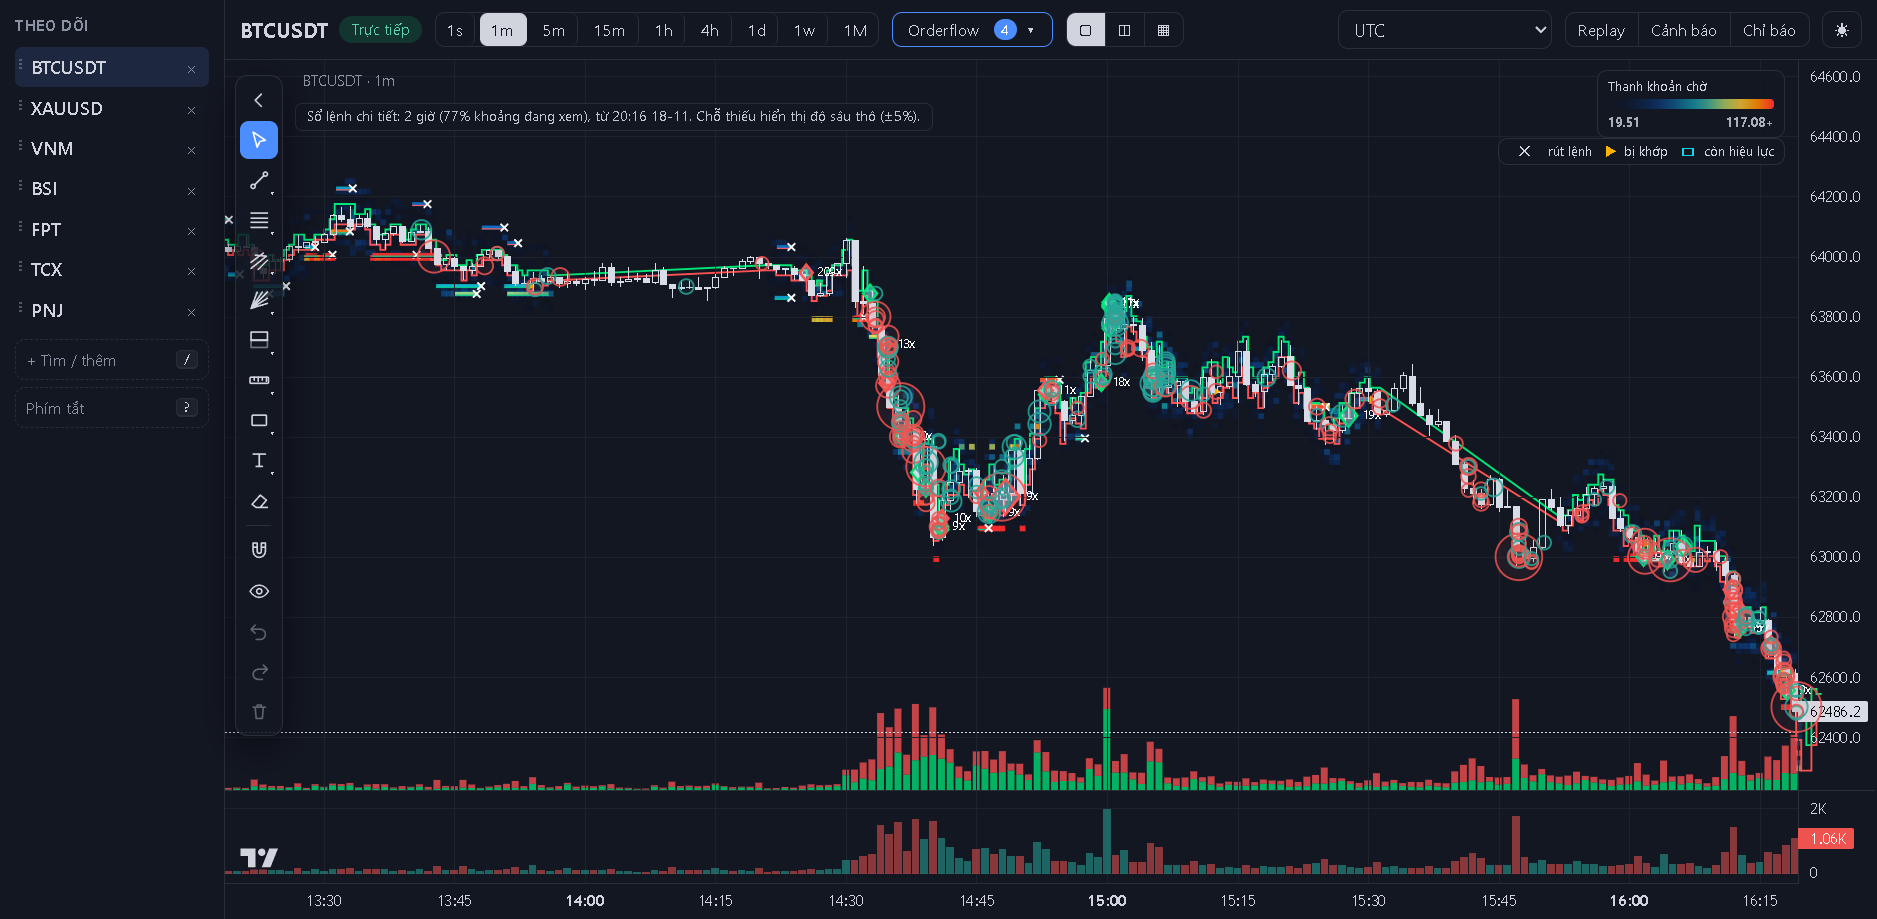 THEO DÕI
BTCUSDT ×
XAUUSD ×
VNM ×
BSI ×
FPT ×
TCX ×
PNJ ×
+ Tìm / thêm /
Phím tắt ?
BTCUSDT Trực tiếp 1s 1m 5m 15m 1h 4h 1d 1w 1M Orderflow 4 UTC Replay Cảnh báo Chỉ báo
BTCUSDT · 1m
Sổ lệnh chi tiết: 2 giờ (77% khoảng đang xem), từ 20:16 18-11. Chỗ thiếu hiển thị độ sâu thô (±5%).
Thanh khoản chờ
19.51 117.08+
rút lệnh bị khớp còn hiệu lực
13x
11x
18x
19x
9x
9x
10x
9x
64600.0
64400.0
64200.0
64000.0
63800.0
63600.0
63400.0
63200.0
63000.0
62800.0
62600.0
62486.2
62400.0
2K
1.06K
0
13:30 13:45 14:00 14:15 14:30 14:45 15:00 15:15 15:30 15:45 16:00 16:15